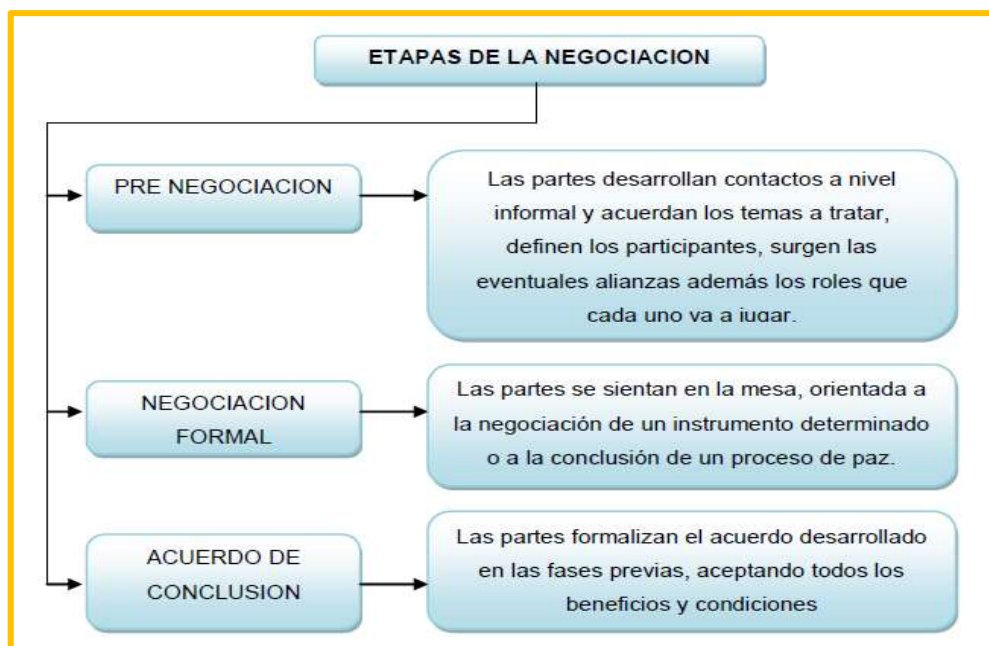 ETAPAS DE LA NEGOCIACION
PRE NEGOCIACION
Las partes desarrollan contactos a nivel
informal y acuerdan los temas a tratar,
definen los participantes, surgen las
eventuales alianzas además los roles que
cada uno va a jugar.
NEGOCIACION
FORMAL
Las partes se sientan en la mesa, orientada a
la negociación de un instrumento determinado
o a la conclusión de un proceso de paz.
ACUERDO DE
CONCLUSION
Las partes formalizan el acuerdo desarrollado
en las fases previas, aceptando todos los
beneficios y condiciones